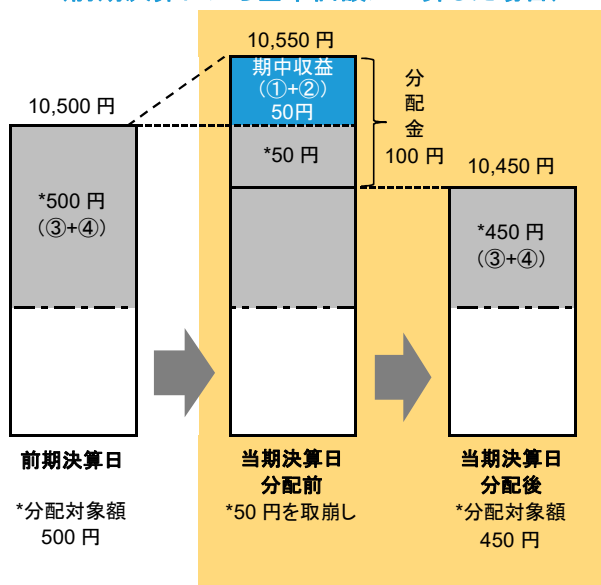 10,550 円
期中収益
(①+②)
50円
分
配
金
100 円
10,500 円
*50 円
10,450 円
*500 円
(③+④)
*450 円
(③+④)
前期決算日
*分配対象額
500 円
当期決算日
分配前
*50 円を取崩し
当期決算日
分配後
*分配対象額
450 円